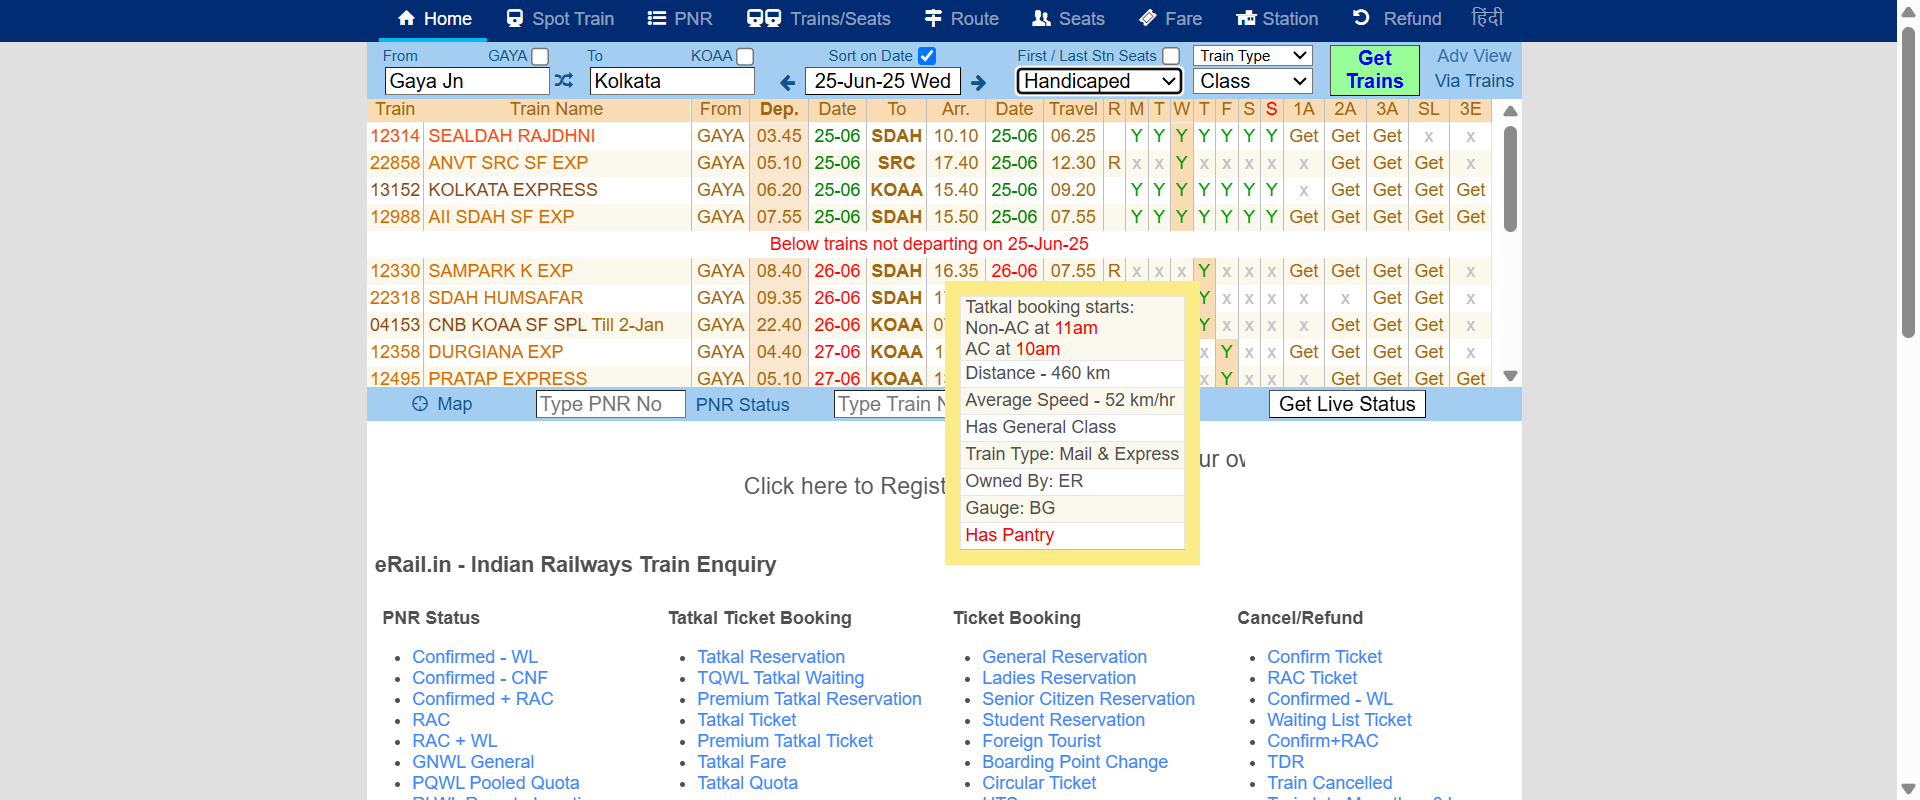 Home Spot Train PNR Trains/Seats Route Seats Fare Station Refund हिंदी
From GAYA To KOAA Sort on Date First / Last Stn Seats Train Type Get Trains Adv View
Gaya Jn Kolkata 25-Jun-25 Wed Handicaped Class Via Trains
Train Train Name From Dep. Date To Arr. Date Travel R M T W T F S S 1A 2A 3A SL 3E
12314 SEALDAH RAJDHNI GAYA 03.45 25-06 SDAH 10.10 25-06 06.25 Y Y Y Y Y Y Y Get Get Get x x
22858 ANVT SRC SF EXP GAYA 05.10 25-06 SRC 17.40 25-06 12.30 R x x Y x x x x x Get Get Get x
13152 KOLKATA EXPRESS GAYA 06.20 25-06 KOAA 15.40 25-06 09.20 Y Y Y Y Y Y Y x Get Get Get Get
12988 AII SDAH SF EXP GAYA 07.55 25-06 SDAH 15.50 25-06 07.55 Y Y Y Y Y Y Y Get Get Get Get Get
Below trains not departing on 25-Jun-25
12330 SAMPARK K EXP GAYA 08.40 26-06 SDAH 16.35 26-06 07.55 R x x x Y x x x Get Get Get Get x
22318 SDAH HUMSAFAR GAYA 09.35 26-06 SDAH Y x x x x x Get Get x
04153 CNB KOAA SF SPL Till 2-Jan GAYA 22.40 26-06 KOAA Y x x x x Get Get Get x
12358 DURGIANA EXP GAYA 04.40 27-06 KOAA x Y x x Get Get Get Get x
12495 PRATAP EXPRESS GAYA 05.10 27-06 KOAA x Y x x x Get Get Get Get
Tatkal booking starts:
Non-AC at 11am
AC at 10am
Distance - 460 km
Average Speed - 52 km/hr
Has General Class
Train Type: Mail & Express
Owned By: ER
Gauge: BG
Has Pantry
Map Type PNR No PNR Status Type Train Get Live Status
Click here to Regist
eRail.in - Indian Railways Train Enquiry
PNR Status
Confirmed - WL
Confirmed - CNF
Confirmed + RAC
RAC
RAC + WL
GNWL General
PQWL Pooled Quota
Tatkal Ticket Booking
Tatkal Reservation
TQWL Tatkal Waiting
Premium Tatkal Reservation
Tatkal Ticket
Premium Tatkal Ticket
Tatkal Fare
Tatkal Quota
Ticket Booking
General Reservation
Ladies Reservation
Senior Citizen Reservation
Student Reservation
Foreign Tourist
Boarding Point Change
Circular Ticket
Cancel/Refund
Confirm Ticket
RAC Ticket
Confirmed - WL
Waiting List Ticket
Confirm+RAC
TDR
Train Cancelled